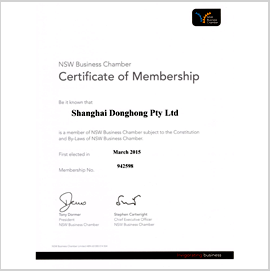 NSW Business Chamber
Certificate of Membership
Be it known that
Shanghai Donghong Pty Ltd
is a member of NSW Business Chamber subject to the Constitution
and By-Laws of NSW Business Chamber.
First elected in
March 2015
Membership No.
942598
Tony Dormer
President
NSW Business Chamber
Stephen Cartwright
Chief Executive Officer
NSW Business Chamber
invigorating business